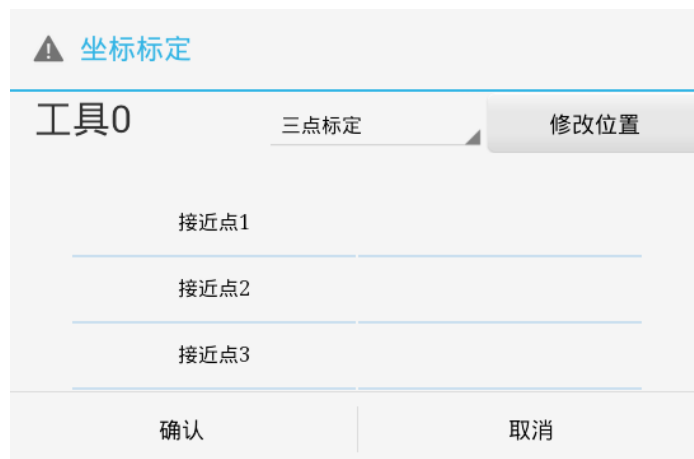 坐标标定
工具0 三点标定 修改位置
接近点1
接近点2
接近点3
确认 取消